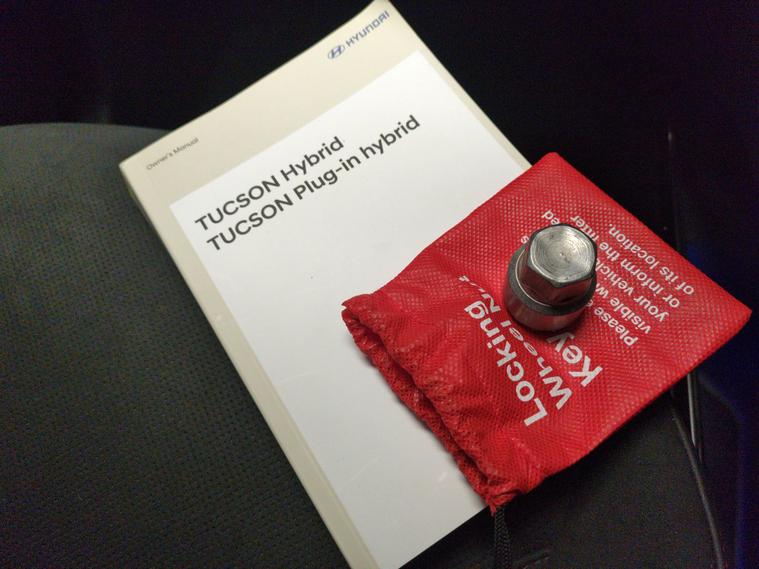 HYUNDAI
Owner's Manual
TUCSON Hybrid
TUCSON Plug-in hybrid
Locking
Wheel Nut
Key
Please
visible
your vehicle
or inform the fitter
of its location.